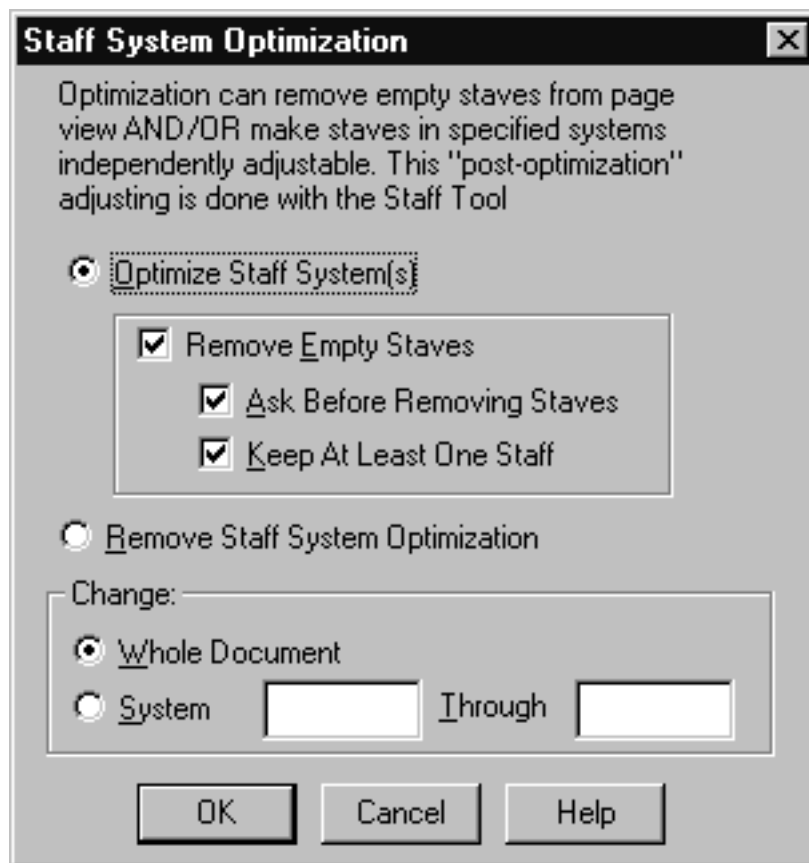 Staff System Optimization
Optimization can remove empty staves from page
view AND/OR make staves in specified systems
independently adjustable. This "post-optimization"
adjusting is done with the Staff Tool
Optimize Staff System(s)
Remove Empty Staves
Ask Before Removing Staves
Keep At Least One Staff
Remove Staff System Optimization
Change:
Whole Document
System Through
OK Cancel Help